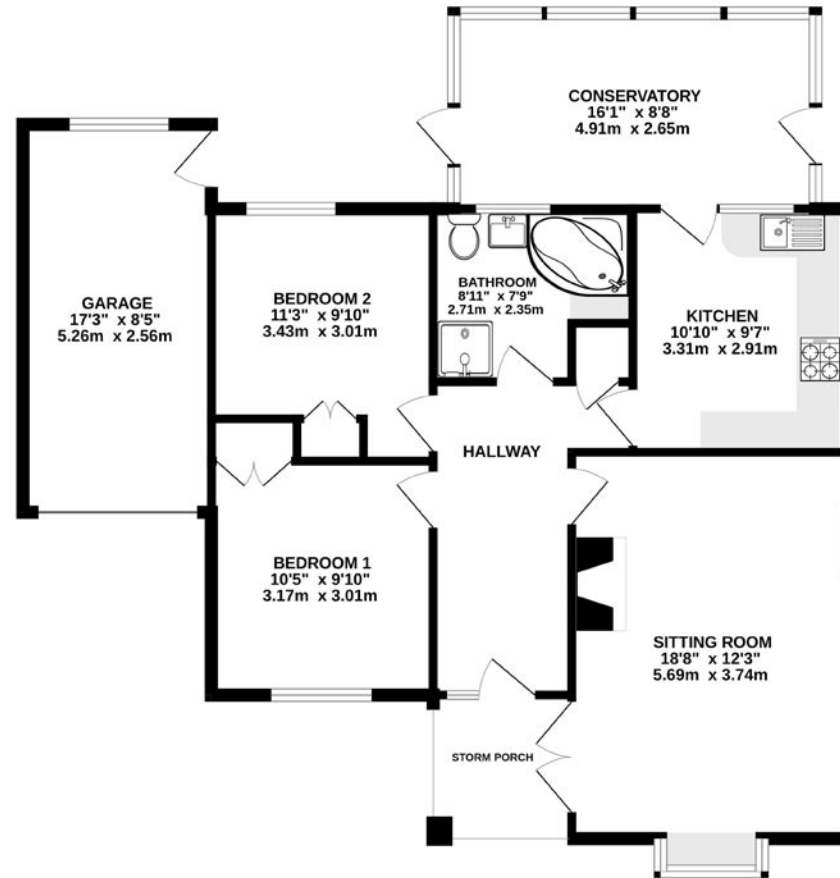 CONSERVATORY
16'1" x 8'8"
4.91m x 2.65m
GARAGE
17'3" x 8'5"
5.26m x 2.56m
BEDROOM 2
11'3" x 9'10"
3.43m x 3.01m
BATHROOM
8'11" x 7'9"
2.71m x 2.35m
KITCHEN
10'10" x 9'7"
3.31m x 2.91m
HALLWAY
BEDROOM 1
10'5" x 9'10"
3.17m x 3.01m
SITTING ROOM
18'8" x 12'3"
5.69m x 3.74m
STORM PORCH